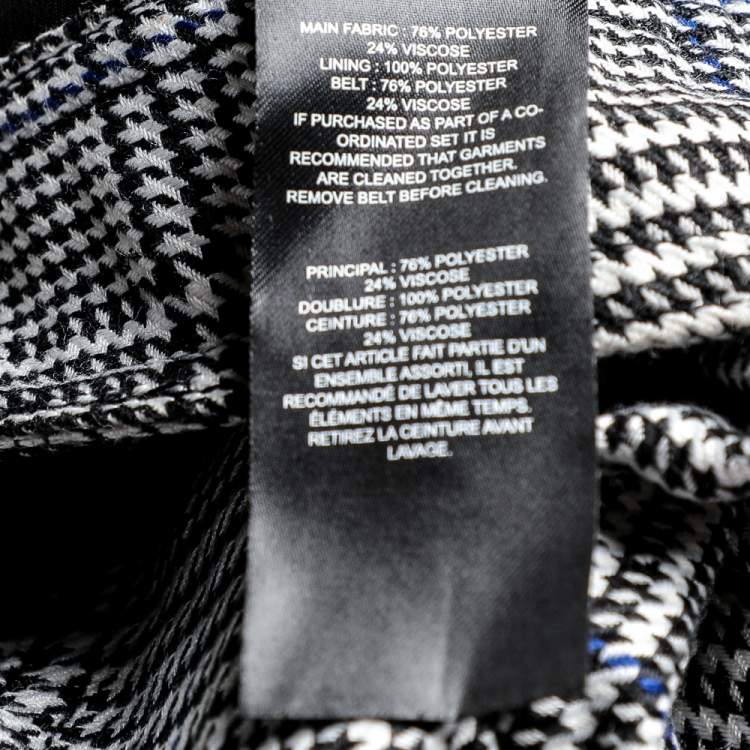 MAIN FABRIC : 76% POLYESTER
24% VISCOSE
LINING : 100% POLYESTER
BELT : 76% POLYESTER
24% VISCOSE
IF PURCHASED AS PART OF A CO-
ORDINATED SET IT IS
RECOMMENDED THAT GARMENTS
ARE CLEANED TOGETHER.
REMOVE BELT BEFORE CLEANING.
PRINCIPAL : 76% POLYESTER
24% VISCOSE
DOUBLURE : 100% POLYESTER
CEINTURE : 76% POLYESTER
24% VISCOSE
SI CET ARTICLE FAIT PARTIE D'UN
ENSEMBLE ASSORTI, IL EST
RECOMMANDÉ DE LAVER TOUS LES
ÉLÉMENTS EN MÊME TEMPS.
RETIREZ LA CEINTURE AVANT
LAVAGE.